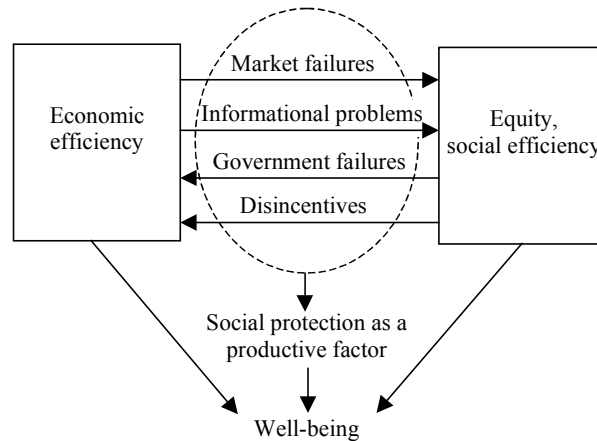 Market failures
Economic
efficiency
Informational problems
Equity,
social efficiency
Government failures
Disincentives
Social protection as a
productive factor
Well-being